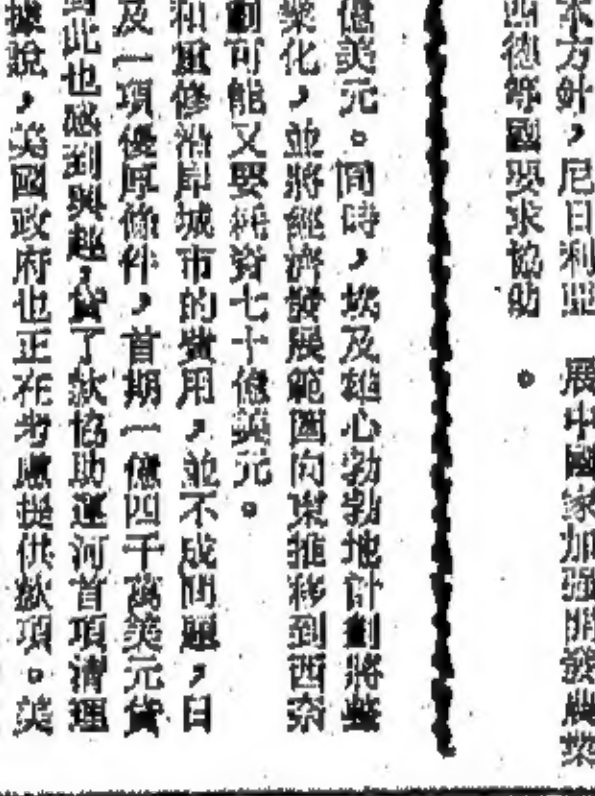 本方針，尼日利亞　展中國家加强開發農業
西德等國要求協助　。
億美元。同時，埃及雄心勃勃地計劃將整
業化，並將經濟發展範圍向東推移到西奈
劃可能又要耗資七十億美元。
和重修沿岸城市的費用，並不成問題，日
及一項優厚條件，首期一億四千萬美元貸
此也感到興趣，貸了款協助運河首項清理
據說，美國政府也正在考慮提供款項。美